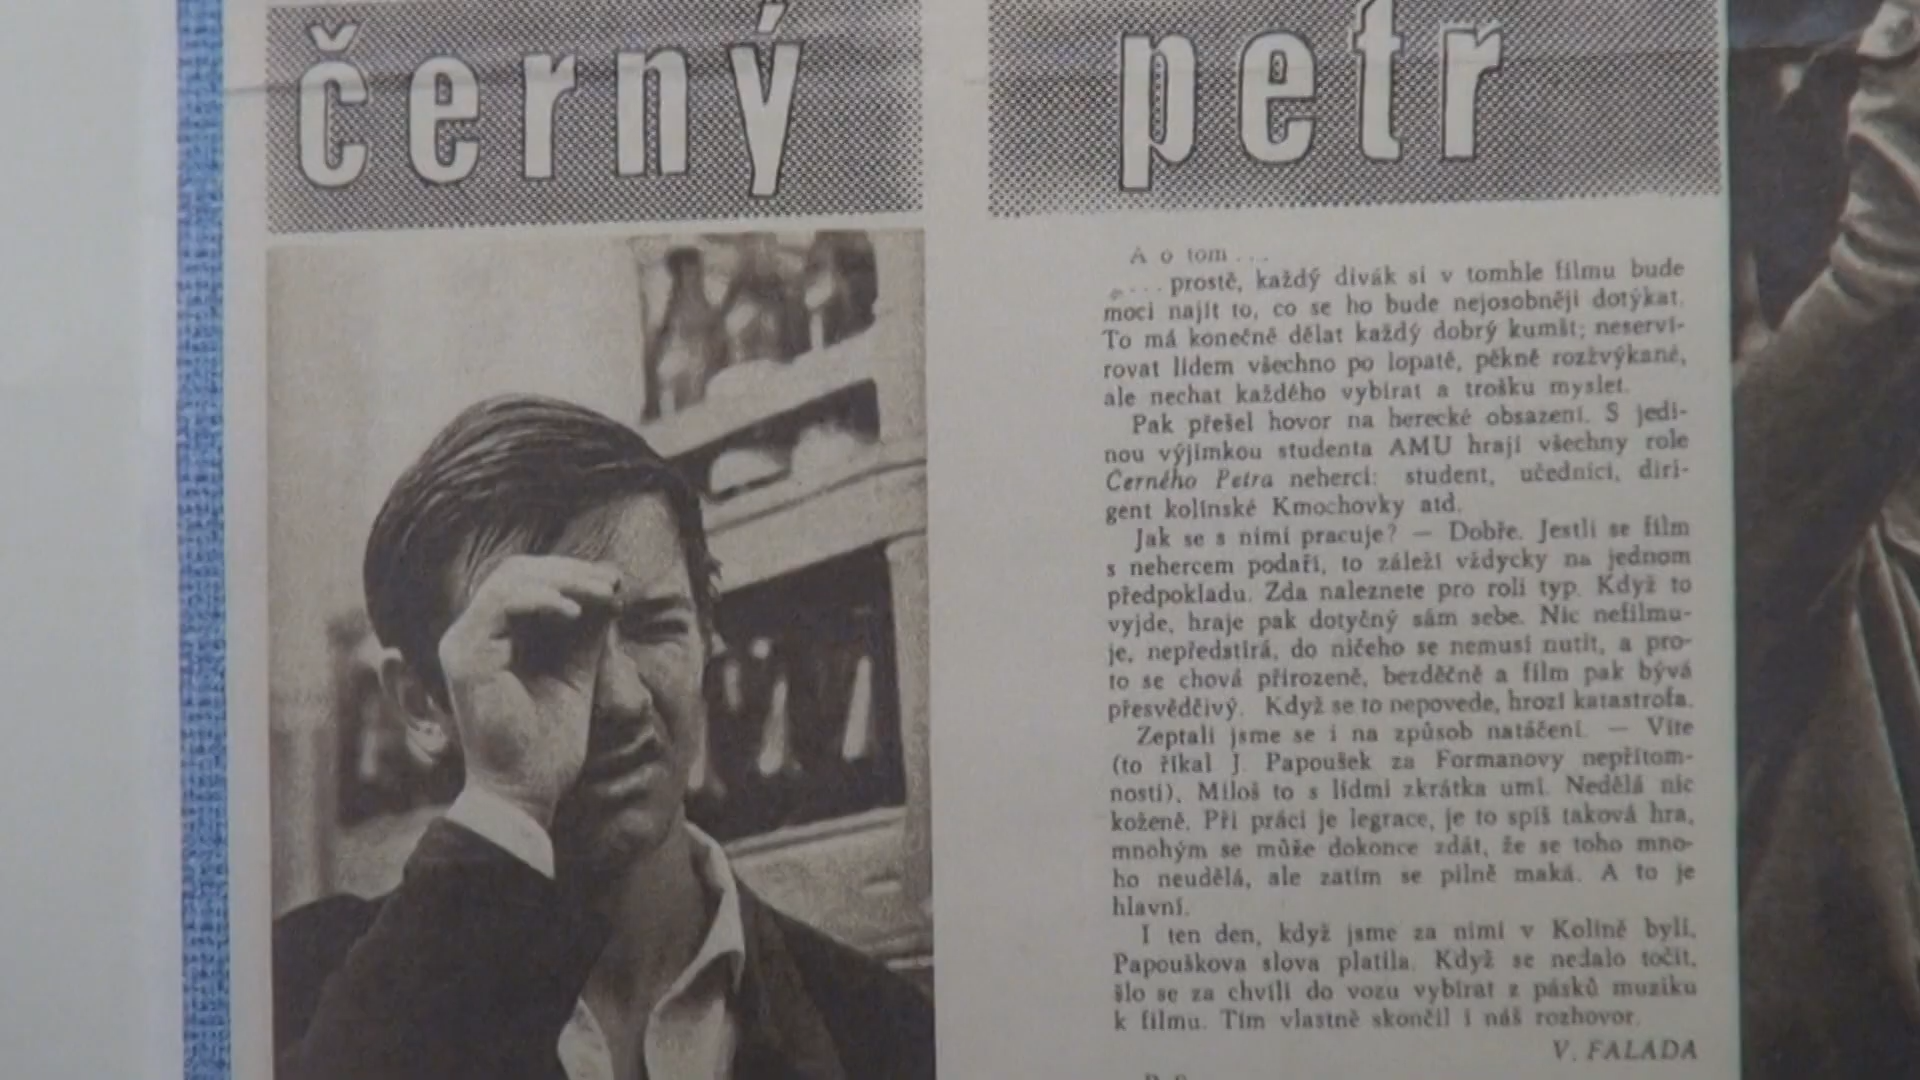 černý petr
A o tom ...
... prostě, každý divák si v tomhle filmu bude
moci najít to, co se ho bude nejosobněji dotýkat.
To má konečně dělat každý dobrý kumšt; neserví-
rovat lidem všechno po lopatě, pěkně rozžvýkané,
ale nechat každého vybírat a trošku myslet.
Pak přešel hovor na herecké obsazení. S jedi-
nou výjimkou studenta AMU hrají všechny role
Černého Petra neherci: student, učedníci, diri-
gent kolínské Kmochovky atd.
Jak se s nimi pracuje? — Dobře. Jestli se film
s nehercem podaří, to záleží vždycky na jednom
předpokladu. Zda naleznete pro roli typ. Když to
vyjde, hraje pak dotyčný sám sebe. Nic nefilmu-
je, nepředstírá, do ničeho se nemusí nutit, a pro-
to se chová přirozeně, bezděčně a film pak bývá
přesvědčivý. Když se to nepovede, hrozí katastrofa.
Zeptali jsme se i na způsob natáčení. — Víte
(to říkal J. Papoušek za Formanovy nepřítom-
nosti), Miloš to s lidmi zkrátka umí. Nedělá nic
koženě. Při práci je legrace, je to spíš taková hra,
mnohým se může dokonce zdát, že se toho mno-
ho neudělá, ale zatím se pilně maká. A to je
hlavní.
I ten den, když jsme za nimi v Kolíně byli,
Papouškova slova platila. Když se nedalo točit,
šlo se za chvíli do vozu vybírat z pásků muziku
k filmu. Tím vlastně skončil i náš rozhovor.
V. FALADA